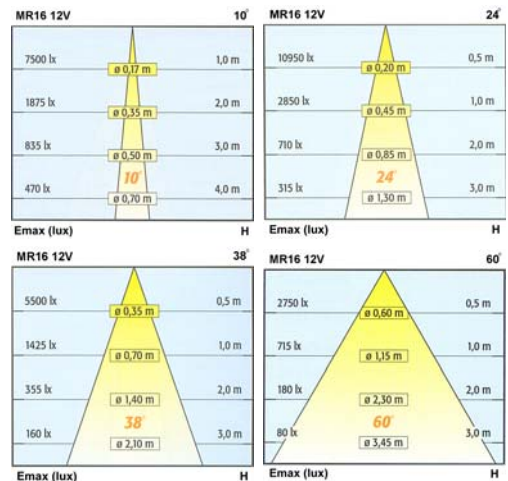 MR16 12V 10°
7500 lx 1,0 m
ø 0,17 m
1875 lx 2,0 m
ø 0,35 m
835 lx 3,0 m
ø 0,50 m
10°
470 lx 4,0 m
ø 0,70 m
Emax (lux) H
MR16 12V 24°
10950 lx 0,5 m
ø 0,20 m
2850 lx 1,0 m
ø 0,45 m
710 lx 2,0 m
ø 0,85 m
24°
315 lx 3,0 m
ø 1,30 m
Emax (lux) H
MR16 12V 38°
5500 lx 0,5 m
ø 0,35 m
1425 lx 1,0 m
ø 0,70 m
355 lx 2,0 m
ø 1,40 m
38°
160 lx 3,0 m
ø 2,10 m
Emax (lux) H
MR16 12V 60°
2750 lx 0,5 m
ø 0,60 m
715 lx 1,0 m
ø 1,15 m
180 lx 2,0 m
ø 2,30 m
60°
80 lx 3,0 m
ø 3,45 m
Emax (lux) H